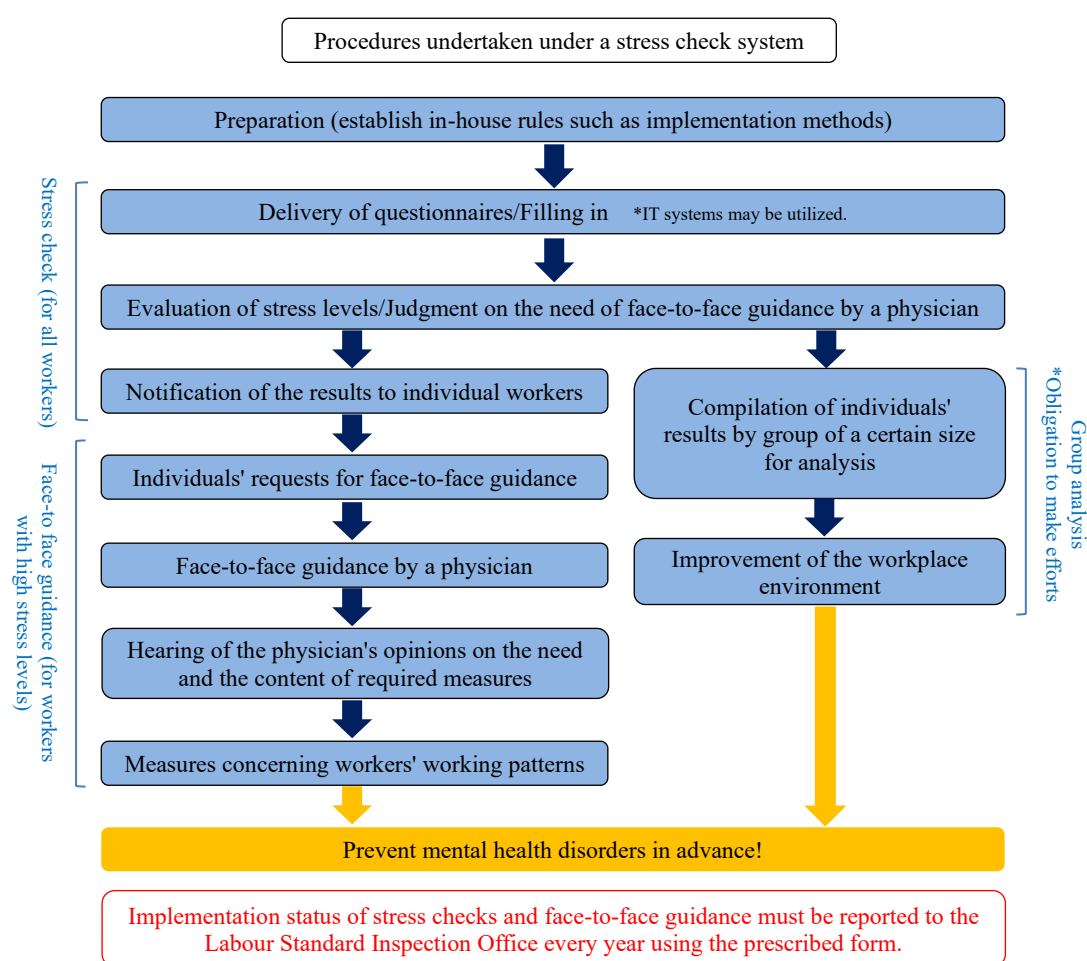 Procedures undertaken under a stress check system
Preparation (establish in-house rules such as implementation methods)
Stress check (for all workers)
Delivery of questionnaires/Filling in *IT systems may be utilized.
Evaluation of stress levels/Judgment on the need of face-to-face guidance by a physician
Notification of the results to individual workers
Face-to face guidance (for workers
with high stress levels)
Individuals' requests for face-to-face guidance
Face-to-face guidance by a physician
Hearing of the physician's opinions on the need
and the content of required measures
Measures concerning workers' working patterns
Compilation of individuals'
results by group of a certain size
for analysis
Improvement of the workplace
environment
Group analysis
*Obligation to make efforts
Prevent mental health disorders in advance!
Implementation status of stress checks and face-to-face guidance must be reported to the
Labour Standard Inspection Office every year using the prescribed form.